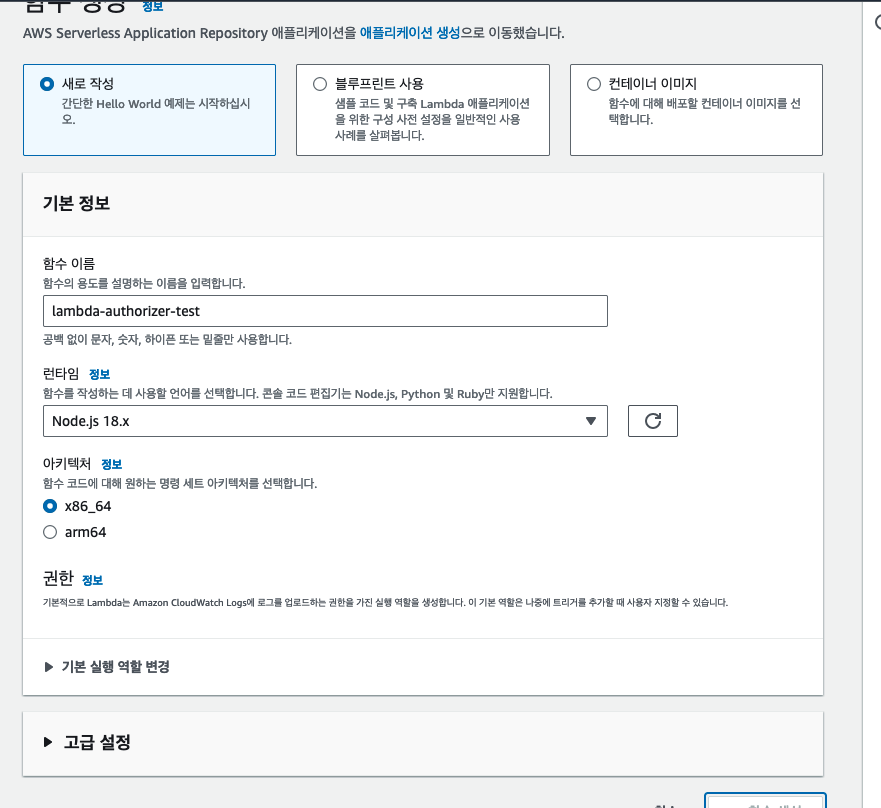 함수 생성 정보
AWS Serverless Application Repository 애플리케이션을 애플리케이션 생성으로 이동했습니다.
새로 작성
간단한 Hello World 예제는 시작하십시
오.
블루프린트 사용
샘플 코드 및 구축 Lambda 애플리케이션
을 위한 구성 사전 설정을 일반적인 사용
사례를 살펴봅니다.
컨테이너 이미지
함수에 대해 배포할 컨테이너 이미지를 선
택합니다.
기본 정보
함수 이름
함수의 용도를 설명하는 이름을 입력합니다.
lambda-authorizer-test
공백 없이 문자, 숫자, 하이픈 또는 밑줄만 사용합니다.
런타임 정보
함수를 작성하는 데 사용할 언어를 선택합니다. 콘솔 코드 편집기는 Node.js, Python 및 Ruby만 지원합니다.
Node.js 18.x
아키텍처 정보
함수 코드에 대해 원하는 명령 세트 아키텍처를 선택합니다.
x86_64
arm64
권한 정보
기본적으로 Lambda는 Amazon CloudWatch Logs에 로그를 업로드하는 권한을 가진 실행 역할을 생성합니다. 이 기본 역할은 나중에 트리거를 추가할 때 사용자 지정할 수 있습니다.
기본 실행 역할 변경
고급 설정